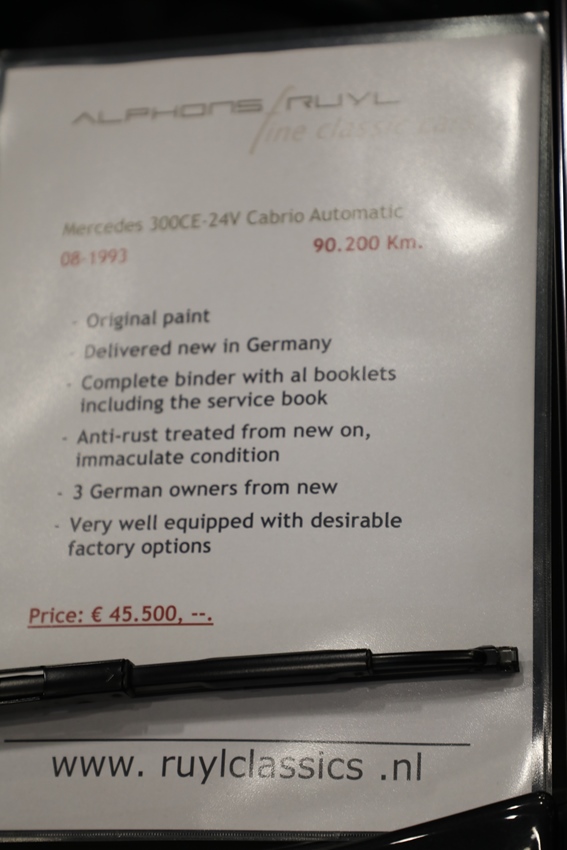 ALPHONS RUYL
fine classic cars
Mercedes 300CE-24V Cabrio Automatic
08-1993 90.200 Km.
- Original paint
- Delivered new in Germany
- Complete binder with al booklets
including the service book
- Anti-rust treated from new on,
immaculate condition
- 3 German owners from new
- Very well equipped with desirable
factory options
Price: € 45.500, --.
www. ruylclassics .nl